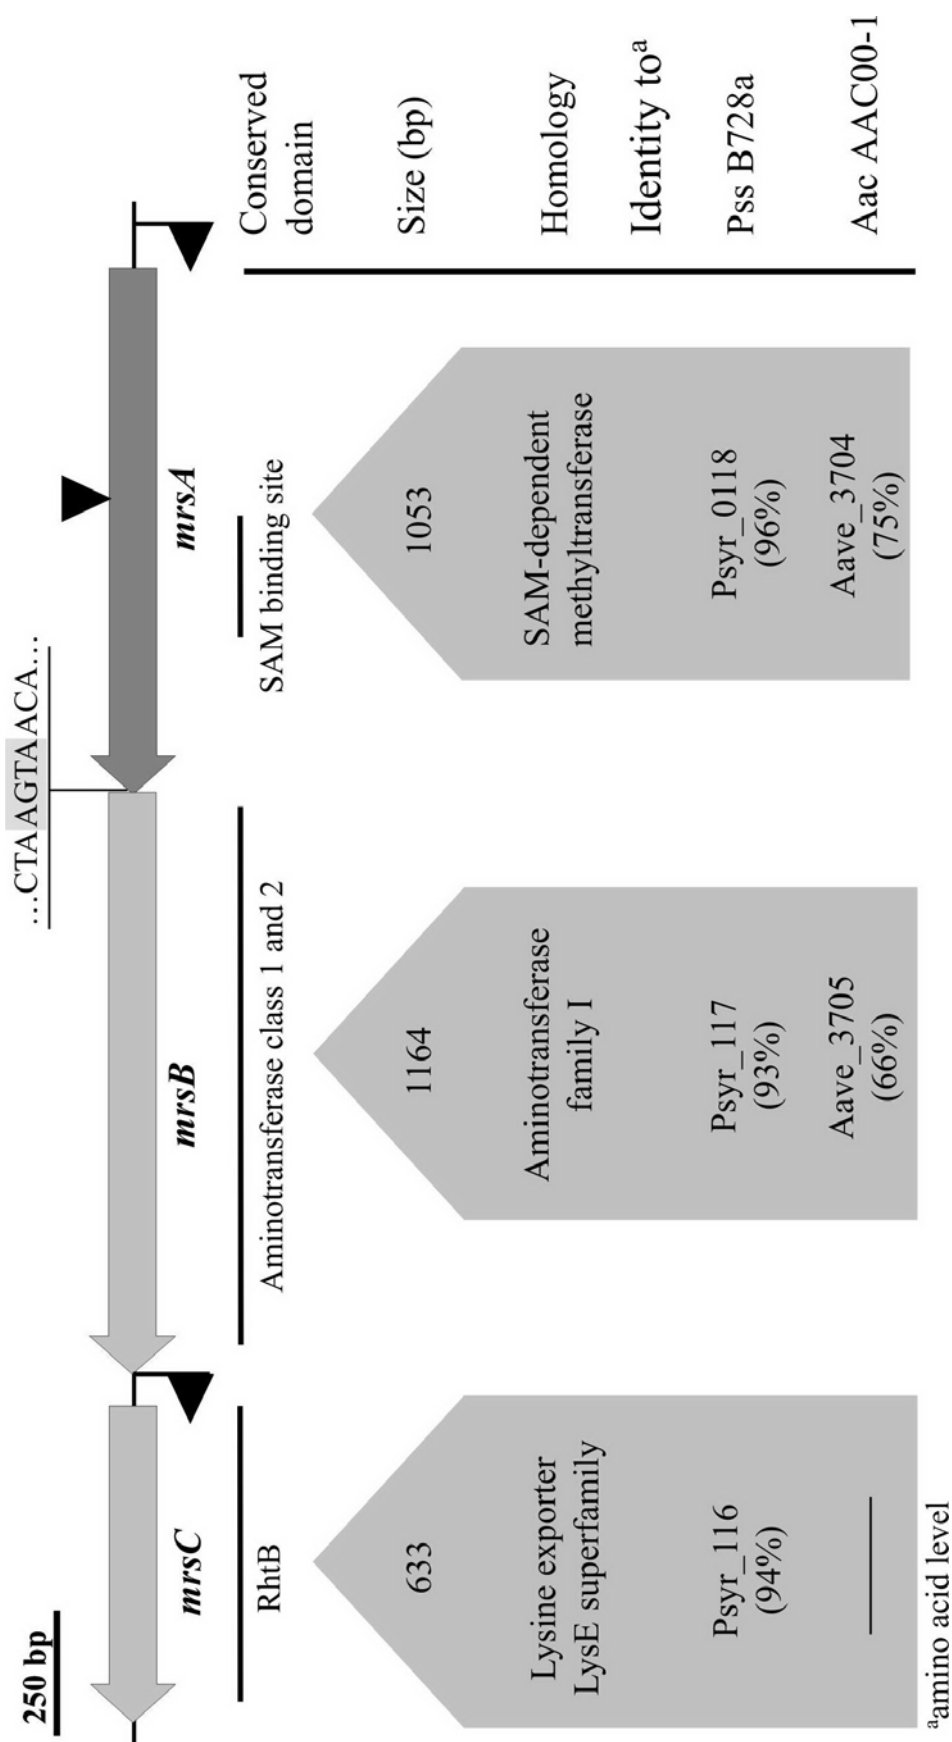 250 bp
...CTAAGTAACA...
mrsC
mrsB
mrsA
RhtB
Aminotransferase class 1 and 2
SAM binding site
Conserved
domain
633
1164
1053
Size (bp)
Lysine exporter
LysE superfamily
Aminotransferase
family I
SAM-dependent
methyltransferase
Homology
Identity toᵃ
Psyr_116
(94%)
Psyr_117
(93%)
Psyr_0118
(96%)
Pss B728a
Aave_3705
(66%)
Aave_3704
(75%)
Aac AAC00-1
ᵃamino acid level